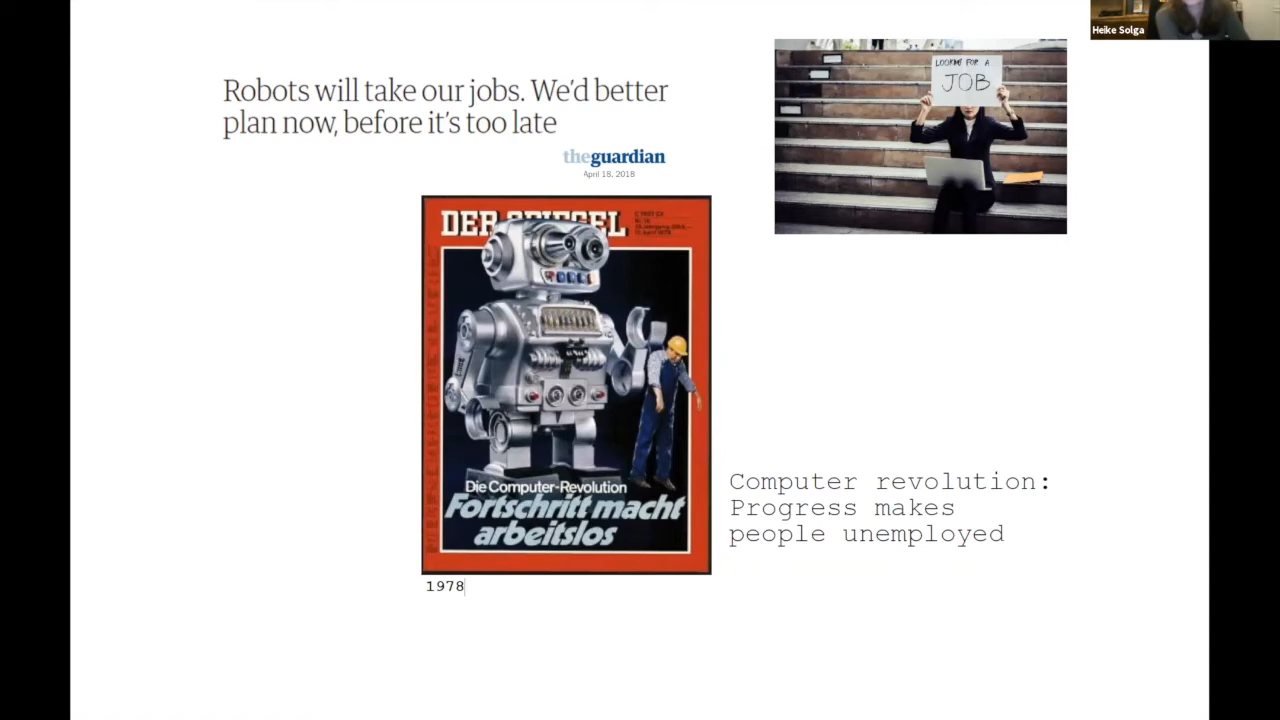 Heike Solga
Robots will take our jobs. We'd better
plan now, before it's too late
theguardian
April 18, 2018
LOOKING FOR A
JOB
DER SPIEGEL
Die Computer-Revolution
Fortschritt macht
arbeitslos
Computer revolution:
Progress makes
people unemployed
1978